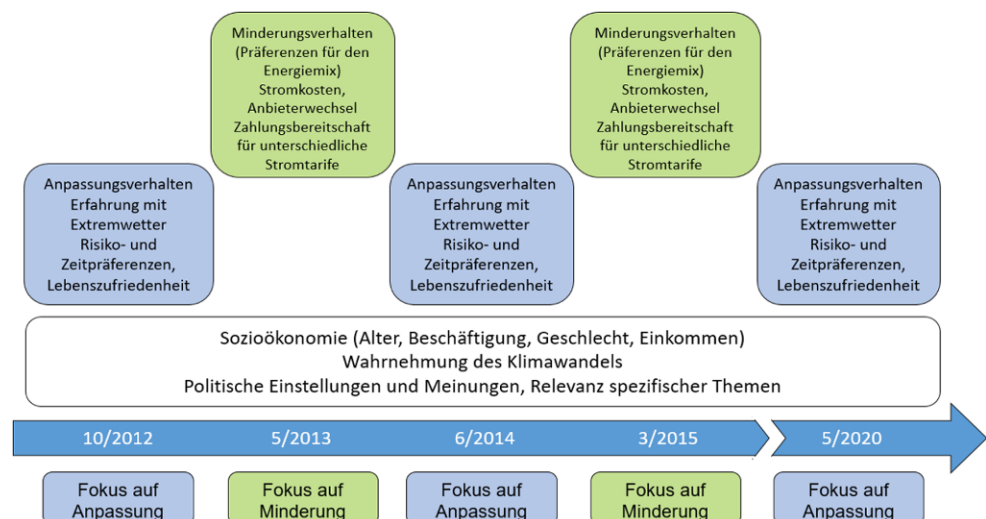 Minderungsverhalten
(Präferenzen für den
Energiemix)
Stromkosten,
Anbieterwechsel
Zahlungsbereitschaft
für unterschiedliche
Stromtarife
Minderungsverhalten
(Präferenzen für den
Energiemix)
Stromkosten,
Anbieterwechsel
Zahlungsbereitschaft
für unterschiedliche
Stromtarife
Anpassungsverhalten
Erfahrung mit
Extremwetter
Risiko- und
Zeitpräferenzen,
Lebenszufriedenheit
Anpassungsverhalten
Erfahrung mit
Extremwetter
Risiko- und
Zeitpräferenzen,
Lebenszufriedenheit
Anpassungsverhalten
Erfahrung mit
Extremwetter
Risiko- und
Zeitpräferenzen,
Lebenszufriedenheit
Sozioökonomie (Alter, Beschäftigung, Geschlecht, Einkommen)
Wahrnehmung des Klimawandels
Politische Einstellungen und Meinungen, Relevanz spezifischer Themen
10/2012 5/2013 6/2014 3/2015 5/2020
Fokus auf
Anpassung
Fokus auf
Minderung
Fokus auf
Anpassung
Fokus auf
Minderung
Fokus auf
Anpassung